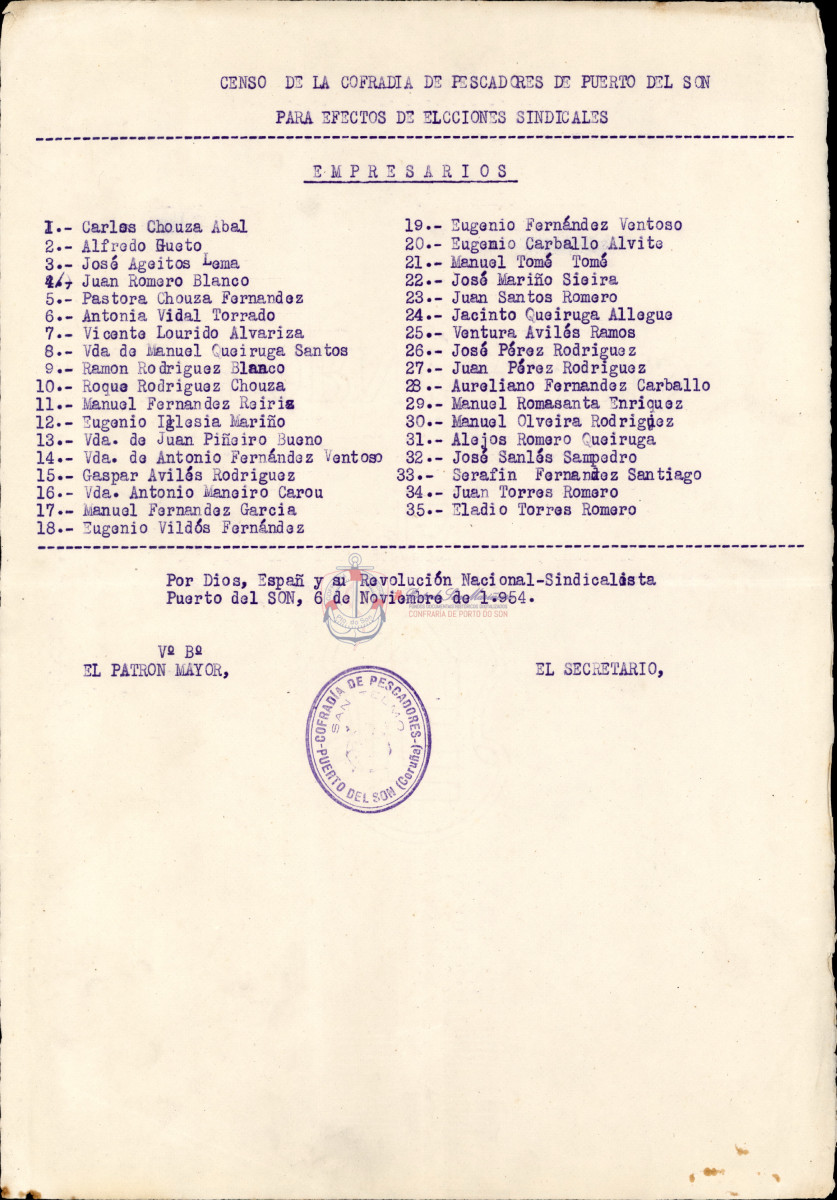 CENSO DE LA COFRADIA DE PESCADORES DE PUERTO DEL SON
PARA EFECTOS DE ELCCIONES SINDICALES
EMPRESARIOS
1.- Carlos Chouza Abal
2.- Alfredo Gueto
3.- José Ageitos Lema
4.- Juan Romero Blanco
5.- Pastora Chouza Fernandez
6.- Antonia Vidal Torrado
7.- Vicente Lourido Alvariza
8.- Vda de Manuel Queiruga Santos
9.- Ramon Rodriguez Blanco
10.- Roque Rodriguez Chouza
11.- Manuel Fernandez Reiriz
12.- Eugenio Iglesia Mariño
13.- Vda. de Juan Piñeiro Bueno
14.- Vda. de Antonio Fernández Ventoso
15.- Gaspar Avilés Rodriguez
16.- Vda. Antonio Maneiro Carou
17.- Manuel Fernandez Garcia
18.- Eugenio Vildós Fernández
19.- Eugenio Fernández Ventoso
20.- Eugenio Carballo Alvite
21.- Manuel Tomé Tomé
22.- José Mariño Sieira
23.- Juan Santos Romero
24.- Jacinto Queiruga Allegue
25.- Ventura Avilés Ramos
26.- José Pérez Rodriguez
27.- Juan Pérez Rodriguez
28.- Aureliano Fernandez Carballo
29.- Manuel Romasanta Enriquez
30.- Manuel Olveira Rodriguez
31.- Alejos Romero Queiruga
32.- José Sanlés Sampedro
33.- Serafin Fernandez Santiago
34.- Juan Torres Romero
35.- Eladio Torres Romero
Por Dios, Españ y su Revolución Nacional-Sindicalista
Puerto del SON, 6 de Noviembre de 1.954.
CONFRARÍA DE PORTO DO SON
Vº Bº
EL PATRON MAYOR,
EL SECRETARIO,
COFRADÍA DE PESCADORES
SAN TELMO
PUERTO DEL SON (Coruña)